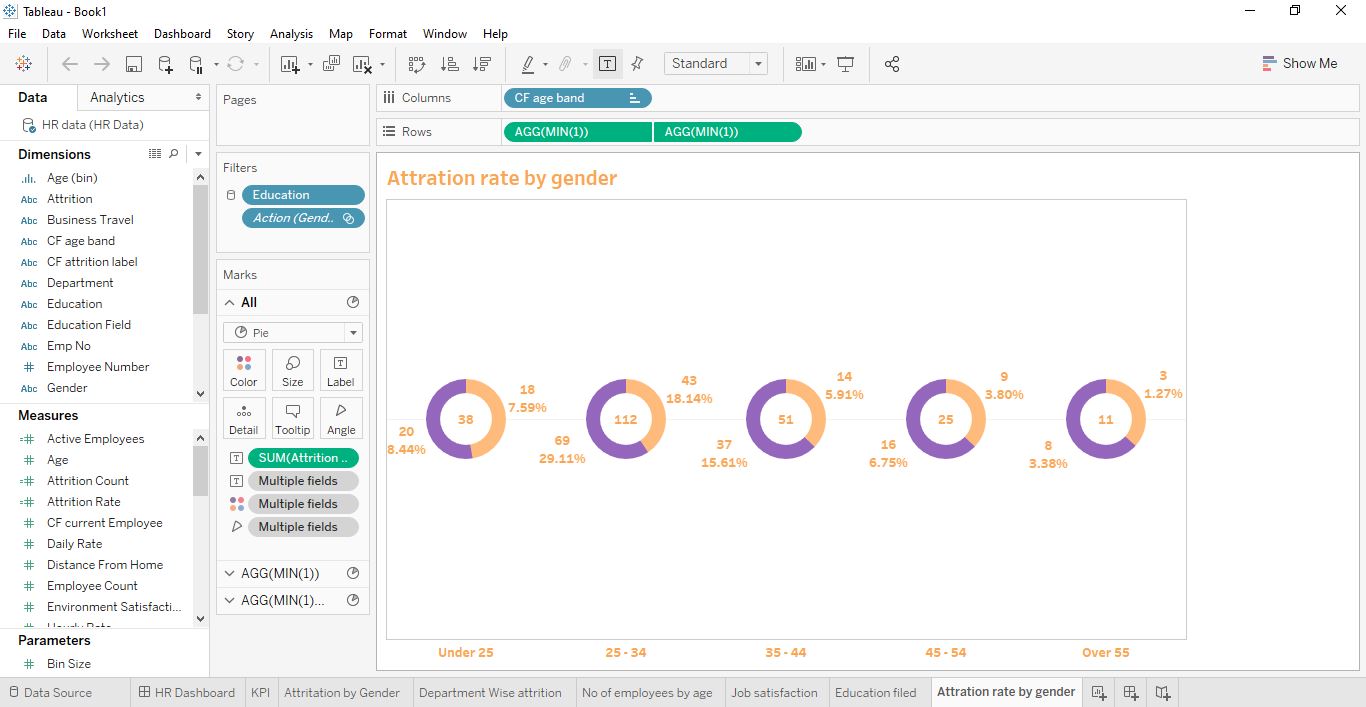 Tableau - Book1
File Data Worksheet Dashboard Story Analysis Map Format Window Help
Standard
Show Me
Data Analytics
HR data (HR Data)
Dimensions
Age (bin)
Abc Attrition
Abc Business Travel
Abc CF age band
Abc CF attrition label
Abc Department
Abc Education
Abc Education Field
Abc Emp No
# Employee Number
Abc Gender
Measures
=# Active Employees
# Age
=# Attrition Count
=# Attrition Rate
# CF current Employee
# Daily Rate
# Distance From Home
# Employee Count
# Environment Satisfacti...
Parameters
# Bin Size
Pages
Filters
Education
Action (Gend..
Marks
All
Pie
Color Size Label
Detail Tooltip Angle
SUM(Attrition ..
Multiple fields
Multiple fields
Multiple fields
AGG(MIN(1))
AGG(MIN(1)...
Columns CF age band
Rows AGG(MIN(1)) AGG(MIN(1))
Attration rate by gender
38
18
7.59%
20
8.44%
112
43
18.14%
69
29.11%
51
14
5.91%
37
15.61%
25
9
3.80%
16
6.75%
11
3
1.27%
8
3.38%
Under 25 25 - 34 35 - 44 45 - 54 Over 55
Data Source HR Dashboard KPI Attritation by Gender Department Wise attrition No of employees by age Job satisfaction Education filed Attration rate by gender